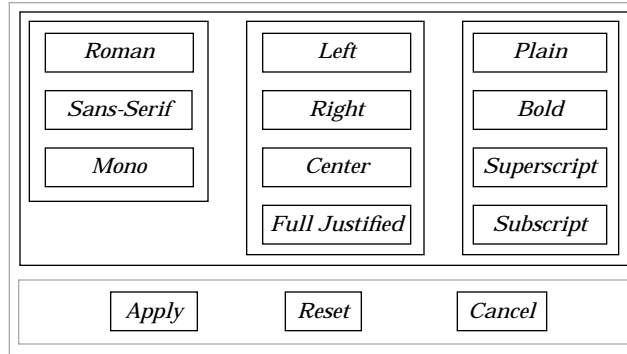 Roman Left Plain
Sans-Serif Right Bold
Mono Center Superscript
Full Justified Subscript
Apply Reset Cancel